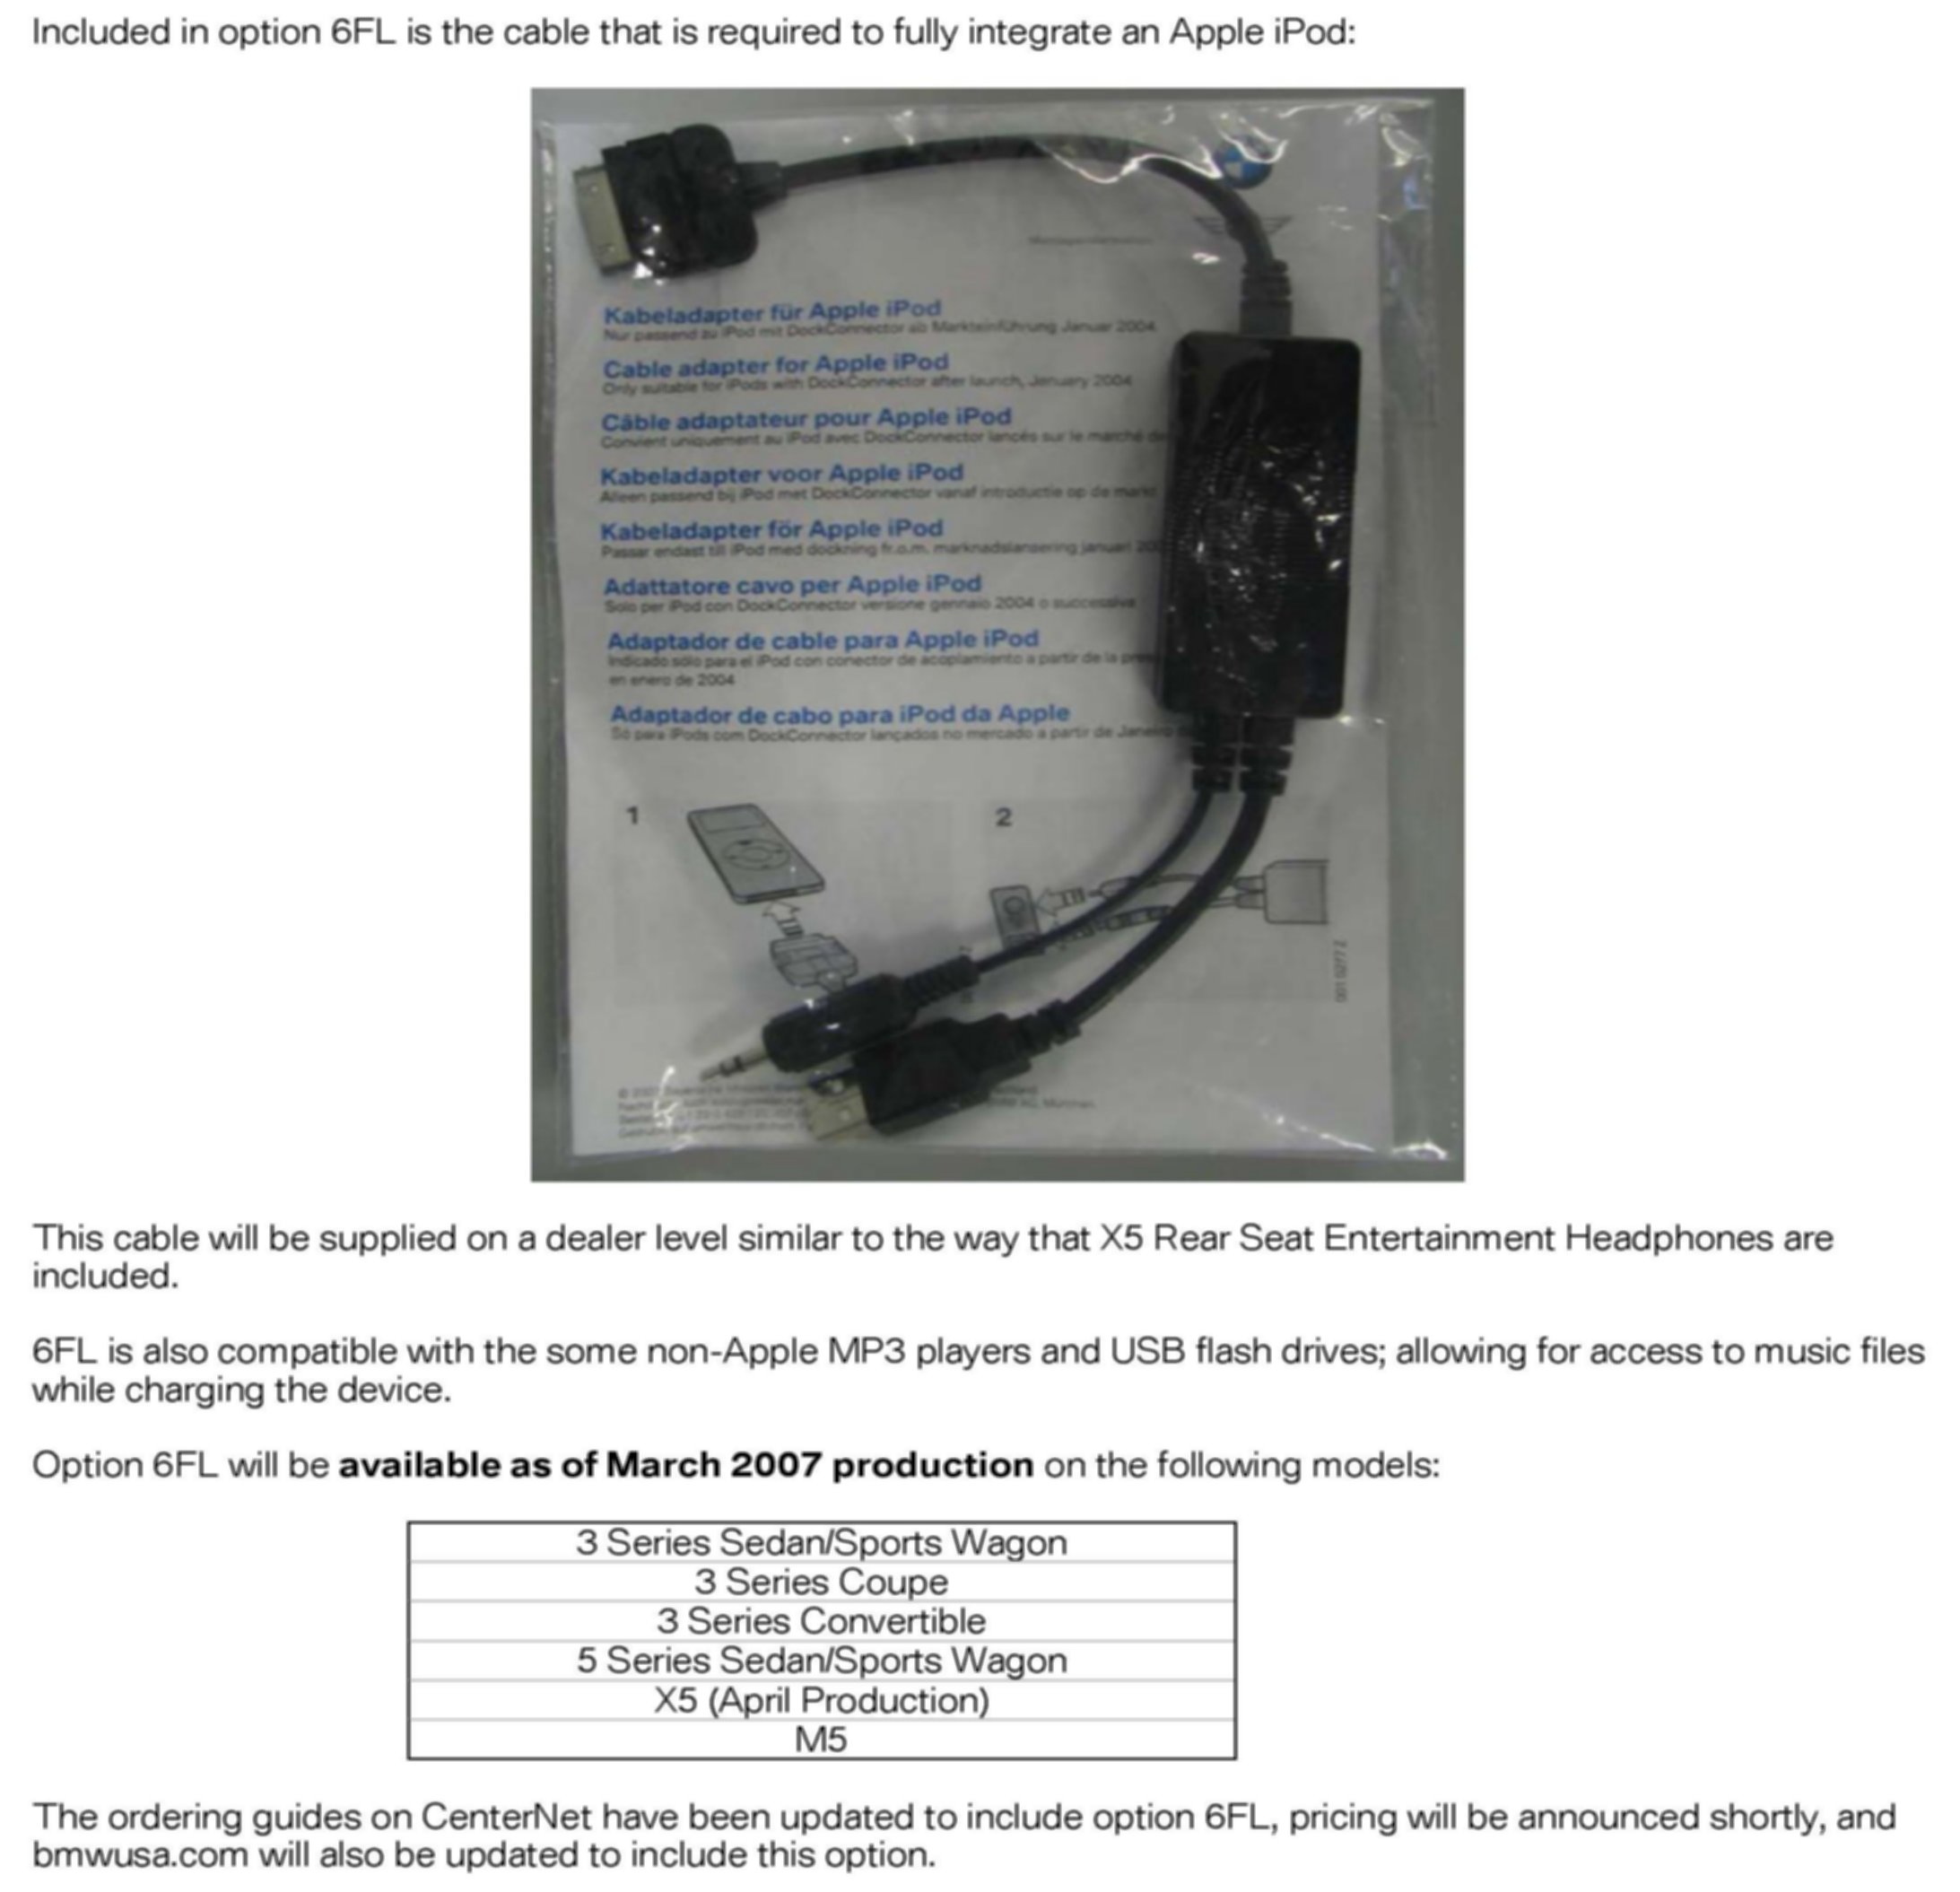 Included in option 6FL is the cable that is required to fully integrate an Apple iPod:
Kabeladapter für Apple iPod
Nur passend zu iPod mit DockConnector ab Markteinführung Januar 2004
Cable adapter for Apple iPod
Only suitable for iPods with DockConnector after launch, January 2004
Câble adaptateur pour Apple iPod
Convient uniquement au iPod avec DockConnector lancés sur le marché
Kabeladapter voor Apple iPod
Alleen passend bij iPod met DockConnector vanaf introductie op de markt
Kabeladapter för Apple iPod
Passar endast till iPod med dockning fr.o.m. marknadslansering januari
Adattatore cavo per Apple iPod
Solo per iPod con DockConnector versione gennaio 2004 o successiva
Adaptador de cable para Apple iPod
Indicado sólo para el iPod con conector de acoplamiento a partir de la
en enero de 2004
Adaptador de cabo para iPod da Apple
Só para iPods com DockConnector lançados no mercado a partir de Janeiro
1
2
This cable will be supplied on a dealer level similar to the way that X5 Rear Seat Entertainment Headphones are
included.
6FL is also compatible with the some non-Apple MP3 players and USB flash drives; allowing for access to music files
while charging the device.
Option 6FL will be available as of March 2007 production on the following models:
3 Series Sedan/Sports Wagon
3 Series Coupe
3 Series Convertible
5 Series Sedan/Sports Wagon
X5 (April Production)
M5
The ordering guides on CenterNet have been updated to include option 6FL, pricing will be announced shortly, and
bmwusa.com will also be updated to include this option.